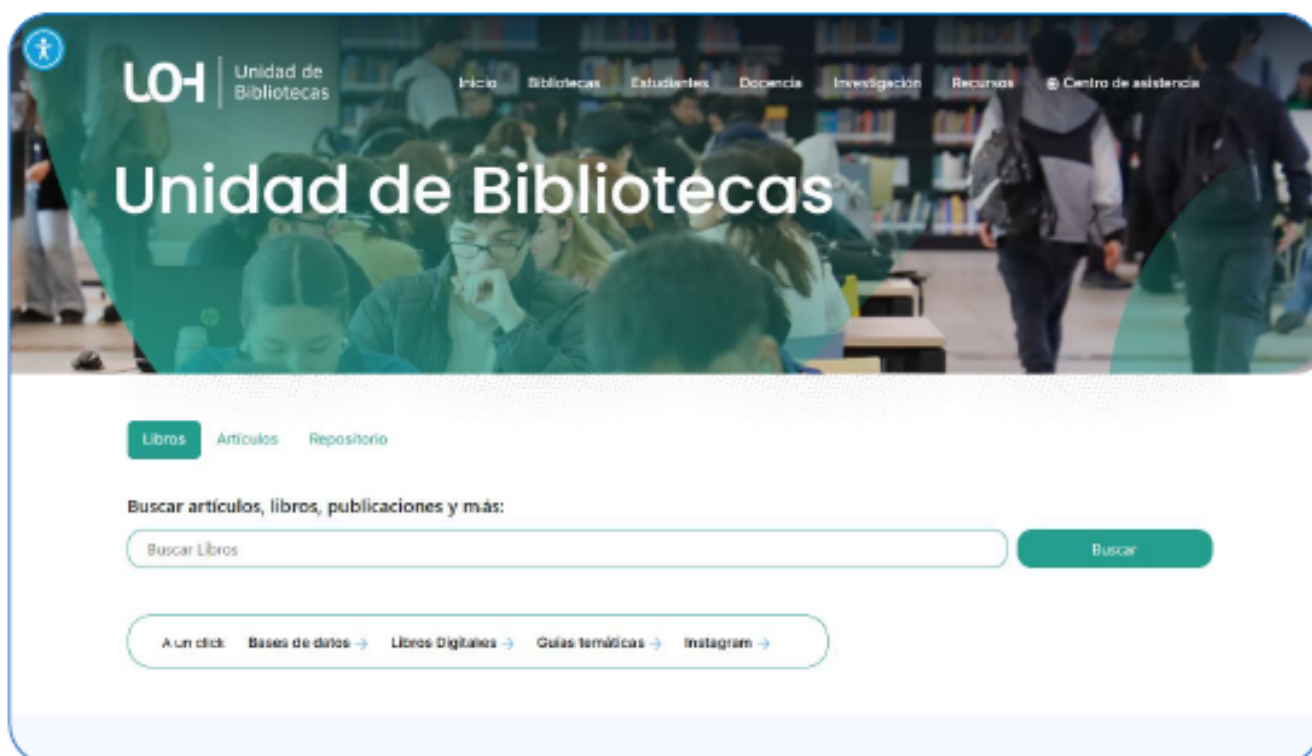 UOH
Unidad de
Bibliotecas
Inicio Bibliotecas Estudiantes Docencia Investigación Recursos Centro de asistencia
Unidad de Bibliotecas
Libros Artículos Repositorio
Buscar artículos, libros, publicaciones y más:
Buscar Libros Buscar
A un click Bases de datos → Libros Digitales → Guías temáticas → Instagram →